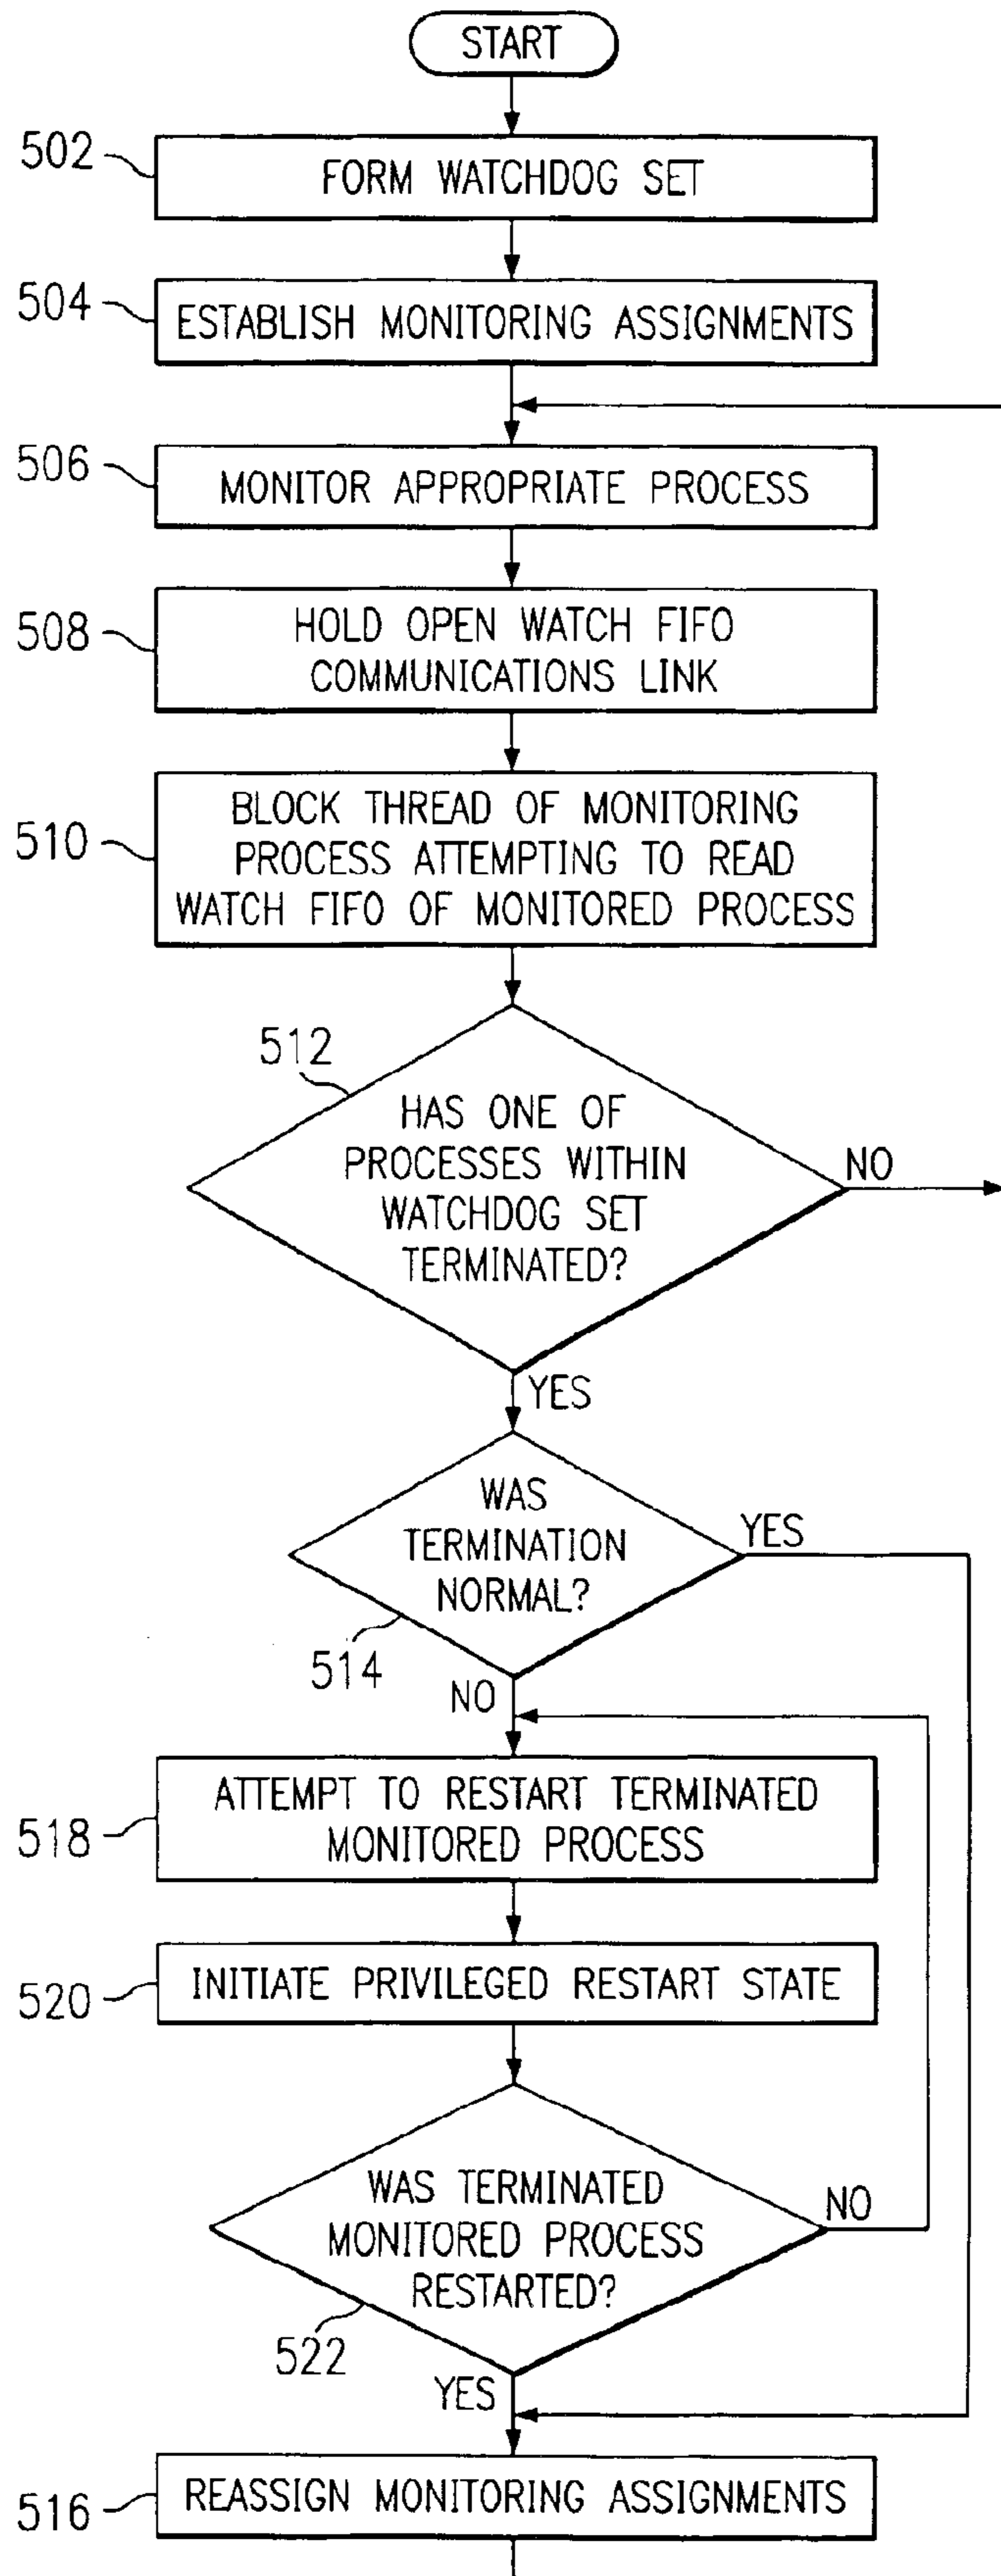 START
502
FORM WATCHDOG SET
504
ESTABLISH MONITORING ASSIGNMENTS
506
MONITOR APPROPRIATE PROCESS
508
HOLD OPEN WATCH FIFO
COMMUNICATIONS LINK
510
BLOCK THREAD OF MONITORING
PROCESS ATTEMPTING TO READ
WATCH FIFO OF MONITORED PROCESS
512
HAS ONE OF
PROCESSES WITHIN
WATCHDOG SET
TERMINATED?
NO
YES
WAS
TERMINATION
NORMAL?
YES
514
NO
518
ATTEMPT TO RESTART TERMINATED
MONITORED PROCESS
520
INITIATE PRIVILEGED RESTART STATE
WAS TERMINATED
MONITORED PROCESS
RESTARTED?
NO
522
YES
516
REASSIGN MONITORING ASSIGNMENTS